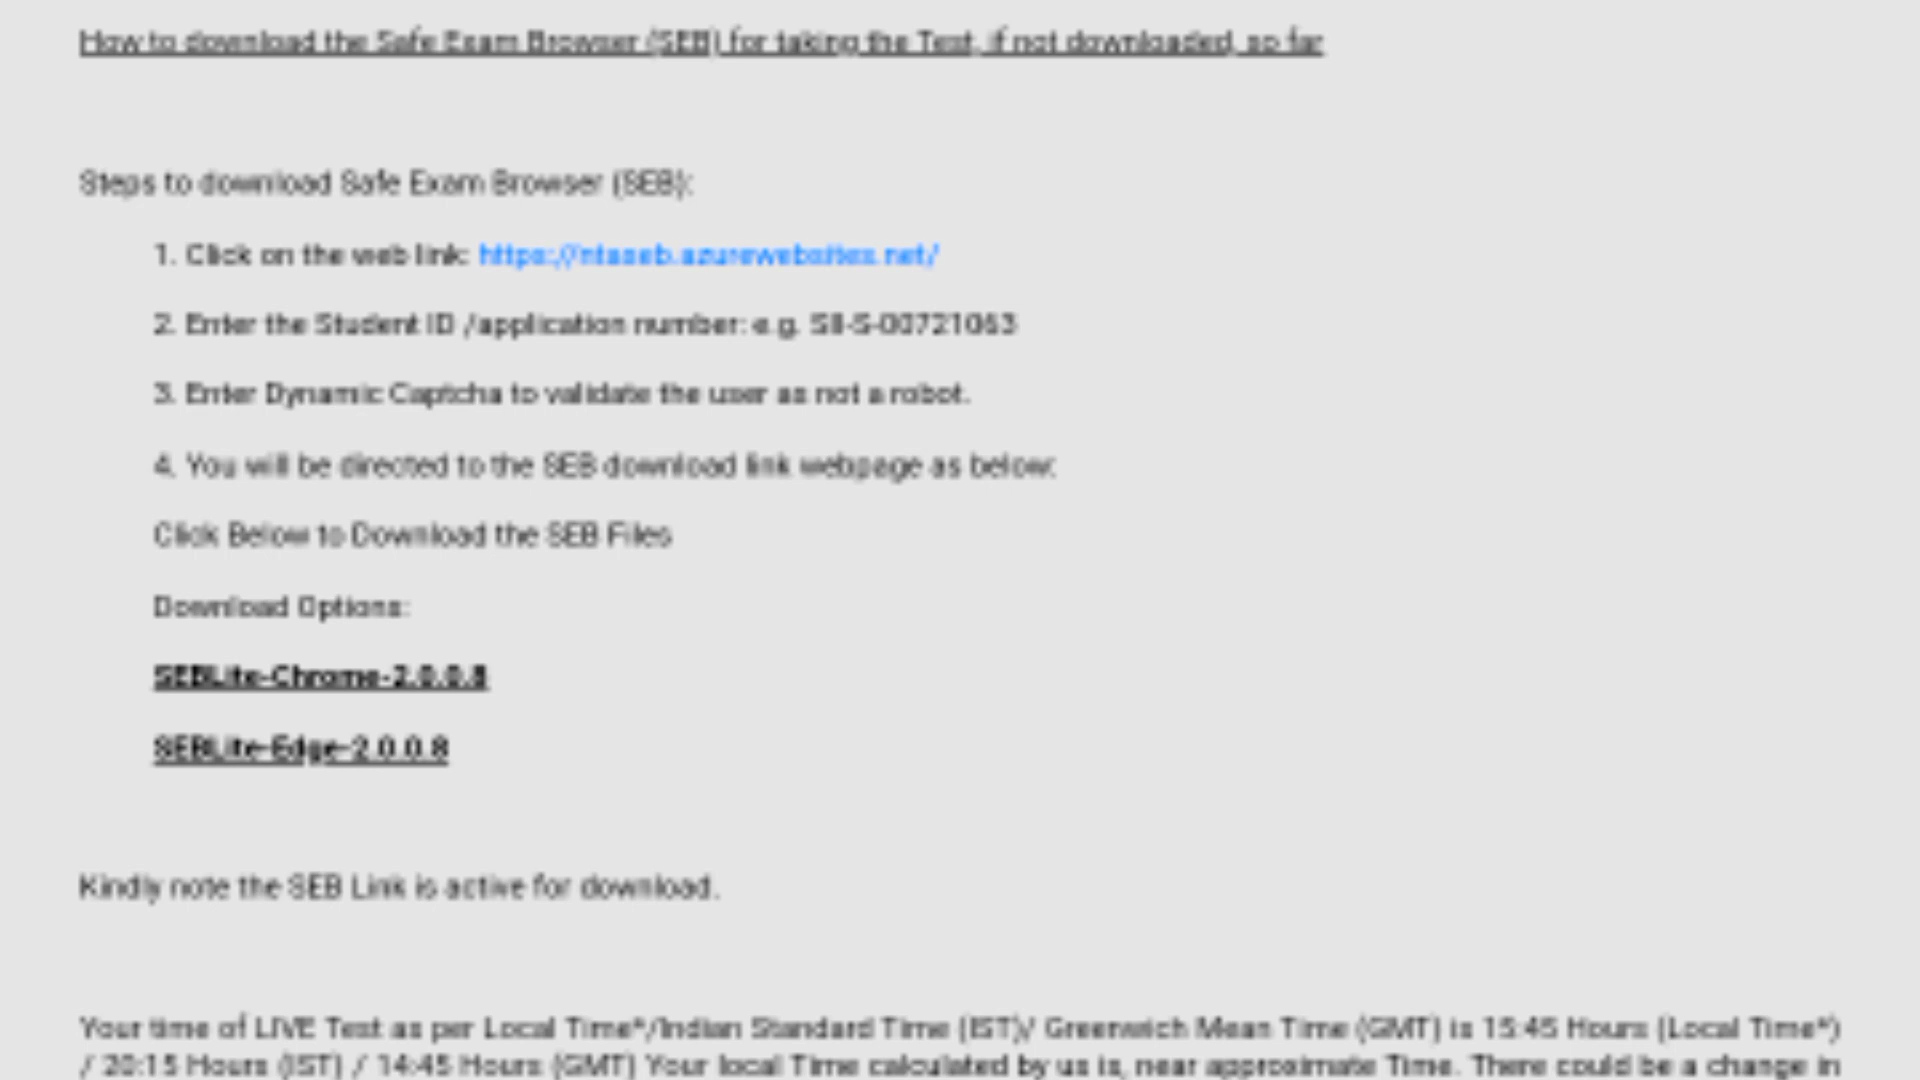 How to download the Safe Exam Browser (SEB) for taking the Test, if not downloaded, so far
Steps to download Safe Exam Browser (SEB):
1. Click on the web link: https://ntaseb.azurewebsites.net/
2. Enter the Student ID /application number: e.g. SII-S-00721063
3. Enter Dynamic Captcha to validate the user as not a robot.
4. You will be directed to the SEB download link webpage as below:
Click Below to Download the SEB Files
Download Options:
SEBLite-Chrome-2.0.0.8
SEBLite-Edge-2.0.0.8
Kindly note the SEB Link is active for download.
Your time of LIVE Test as per Local Time*/Indian Standard Time (IST)/ Greenwich Mean Time (GMT) is 15:45 Hours (Local Time*)
/ 20:15 Hours (IST) / 14:45 Hours (GMT) Your local Time calculated by us is, near approximate Time. There could be a change in